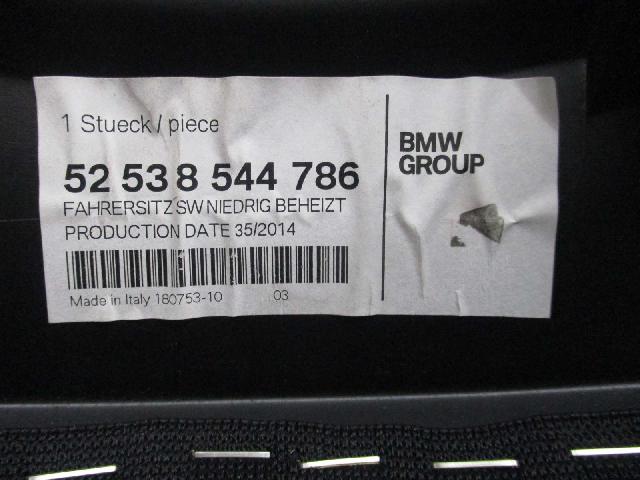 1 Stueck / piece
52 53 8 544 786
FAHRERSITZ SW NIEDRIG BEHEIZT
PRODUCTION DATE 35/2014
Made in Italy 180753-10 03
BMW
GROUP